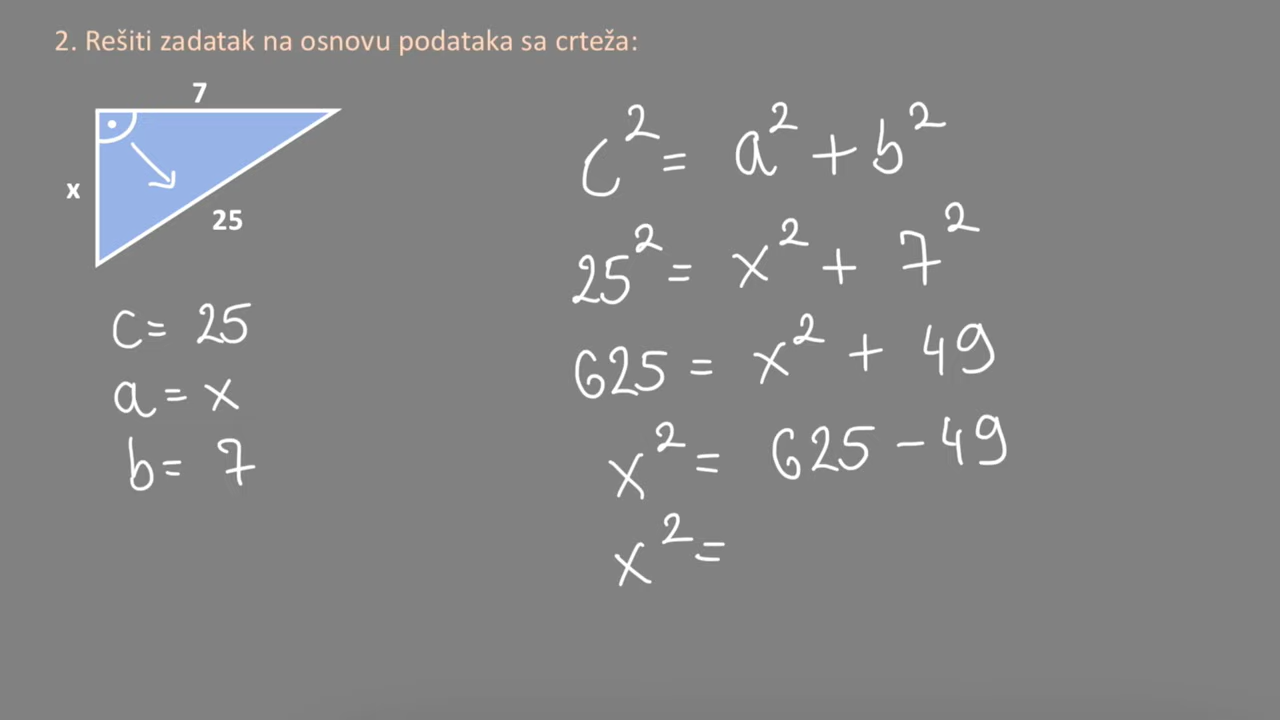 2. Rešiti zadatak na osnovu podataka sa crteža:
7
x
25
c = 25
a = x
b = 7
c² = a² + b²
25² = x² + 7²
625 = x² + 49
x² = 625 - 49
x² =